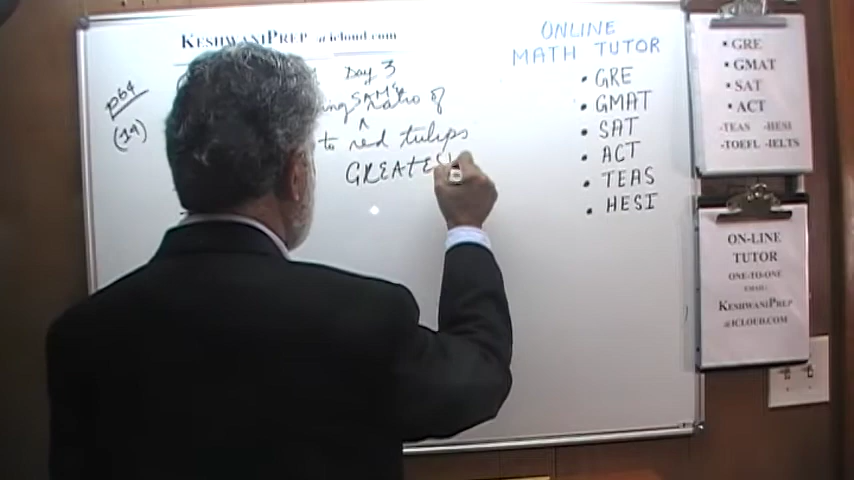 KESHWANIPREP @icloud.com
Day 3
p64
(14)
SAME
ratio of
to red tulips
GREATES
ONLINE
MATH TUTOR
• GRE
• GMAT
• SAT
• ACT
• TEAS
• HESI
• GRE
• GMAT
• SAT
• ACT
-TEAS -HESI
-TOEFL -IELTS
ON-LINE
TUTOR
ONE-TO-ONE
EMAIL:
KESHWANIPREP
@ICLOUD.COM